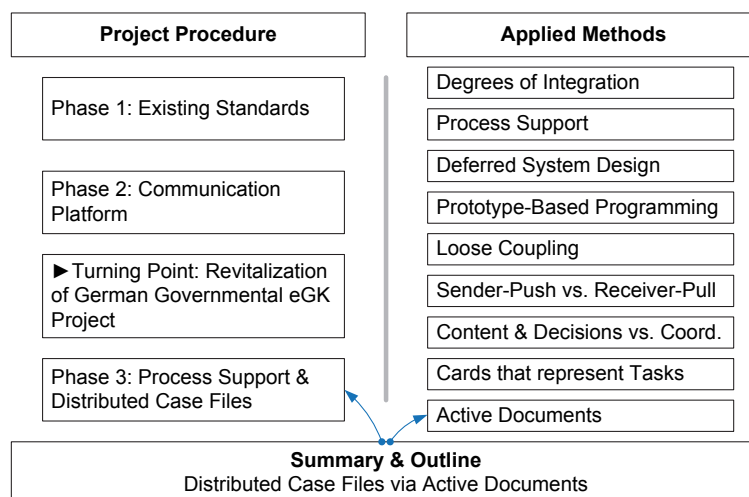 Project Procedure
Phase 1: Existing Standards
Phase 2: Communication
Platform
►Turning Point: Revitalization
of German Governmental eGK
Project
Phase 3: Process Support &
Distributed Case Files
Applied Methods
Degrees of Integration
Process Support
Deferred System Design
Prototype-Based Programming
Loose Coupling
Sender-Push vs. Receiver-Pull
Content & Decisions vs. Coord.
Cards that represent Tasks
Active Documents
Summary & Outline
Distributed Case Files via Active Documents